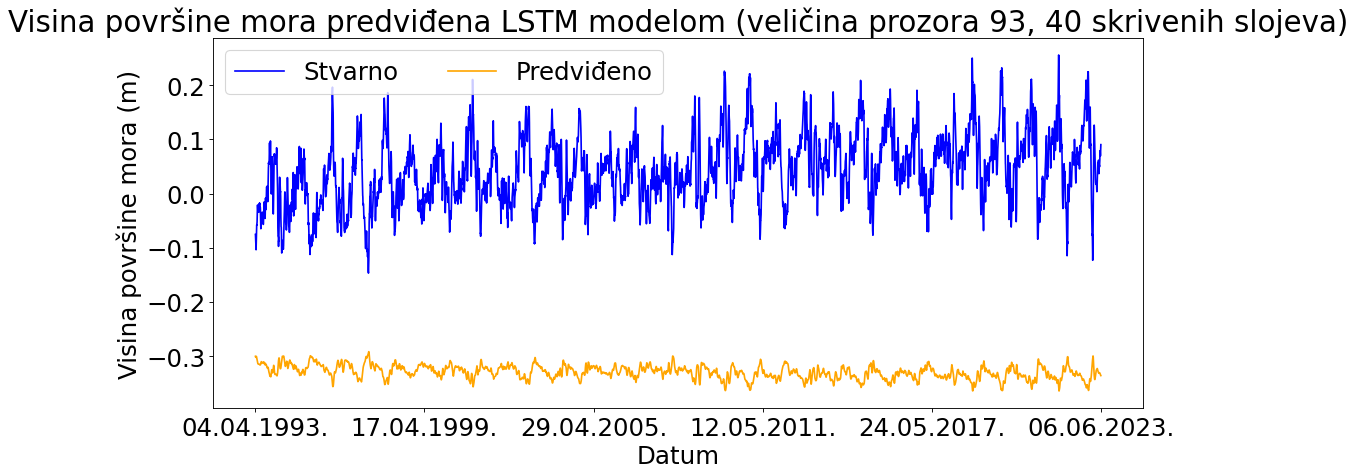 Visina površine mora predviđena LSTM modelom (veličina prozora 93, 40 skrivenih slojeva)
Stvarno
Predviđeno
Visina površine mora (m)
0.2
0.1
0.0
−0.1
−0.2
−0.3
04.04.1993. 17.04.1999. 29.04.2005. 12.05.2011. 24.05.2017. 06.06.2023.
Datum